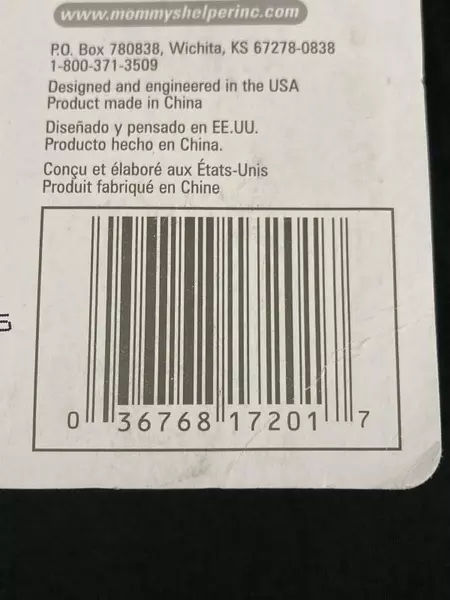 www.mommyshelperinc.com
P.O. Box 780838, Wichita, KS 67278-0838
1-800-371-3509
Designed and engineered in the USA
Product made in China
Diseñado y pensado en EE.UU.
Producto hecho en China.
Conçu et élaboré aux États-Unis
Produit fabriqué en Chine
0 36768 17201 7